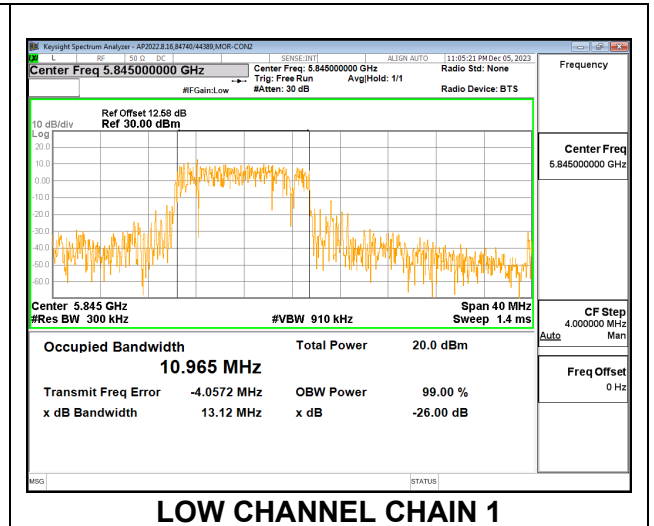 Keysight Spectrum Analyzer - AP2022.8.16,84740/44389,MOR-CON2
L RF 50 Ω DC SENSE:INT ALIGN AUTO 11:05:21 PM Dec 05, 2023
Center Freq 5.845000000 GHz
Center Freq: 5.845000000 GHz
Radio Std: None
Trig: Free Run Avg|Hold: 1/1
#IFGain:Low #Atten: 30 dB Radio Device: BTS
Frequency
Center Freq
5.845000000 GHz
CF Step
4.000000 MHz
Auto Man
Freq Offset
0 Hz
Ref Offset 12.58 dB
10 dB/div Ref 30.00 dBm
Log
20.0
10.0
0.00
-10.0
-20.0
-30.0
-40.0
-50.0
-60.0
Center 5.845 GHz Span 40 MHz
#Res BW 300 kHz #VBW 910 kHz Sweep 1.4 ms
Occupied Bandwidth Total Power 20.0 dBm
10.965 MHz
Transmit Freq Error -4.0572 MHz OBW Power 99.00 %
x dB Bandwidth 13.12 MHz x dB -26.00 dB
MSG STATUS
LOW CHANNEL CHAIN 1